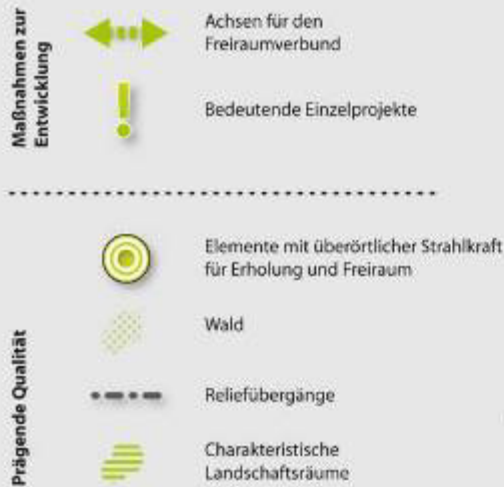 Maßnahmen zur
Entwicklung
Achsen für den
Freiraumverbund
Bedeutende Einzelprojekte
Prägende Qualität
Elemente mit überörtlicher Strahlkraft
für Erholung und Freiraum
Wald
Reliefübergänge
Charakteristische
Landschaftsräume